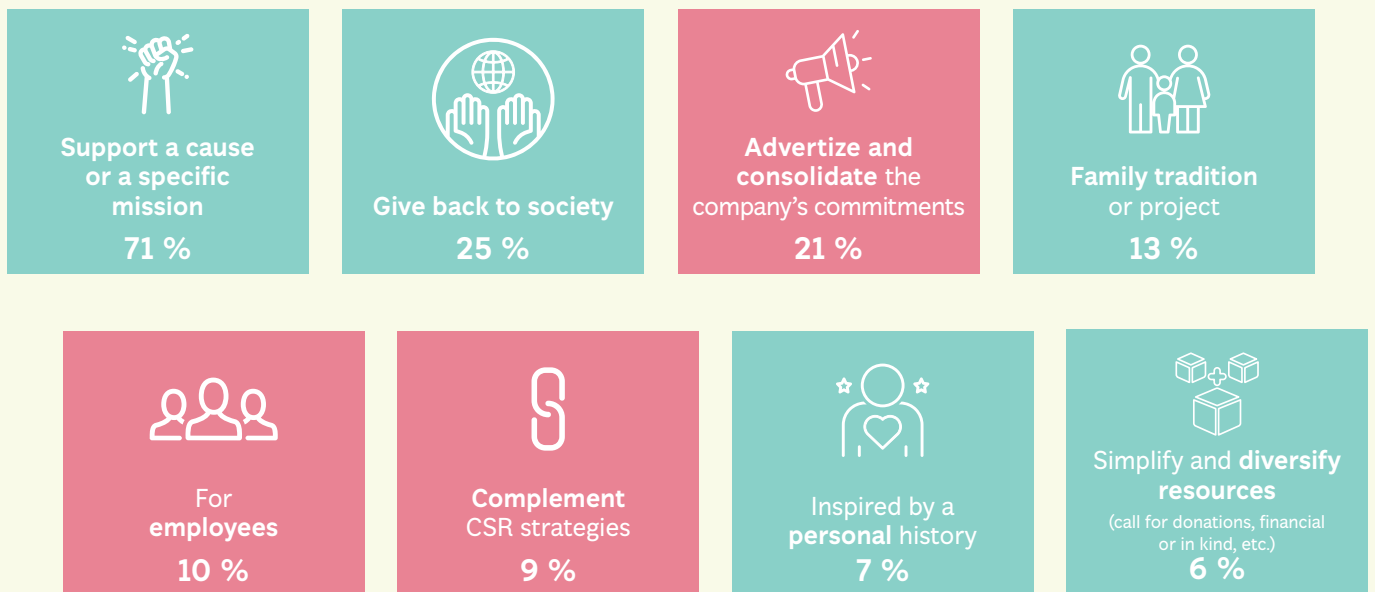 Support a cause
or a specific
mission
71 %
Give back to society
25 %
Advertize and
consolidate the
company's commitments
21 %
Family tradition
or project
13 %
For
employees
10 %
Complement
CSR strategies
9 %
Inspired by a
personal history
7 %
Simplify and diversify
resources
(call for donations, financial
or in kind, etc.)
6 %